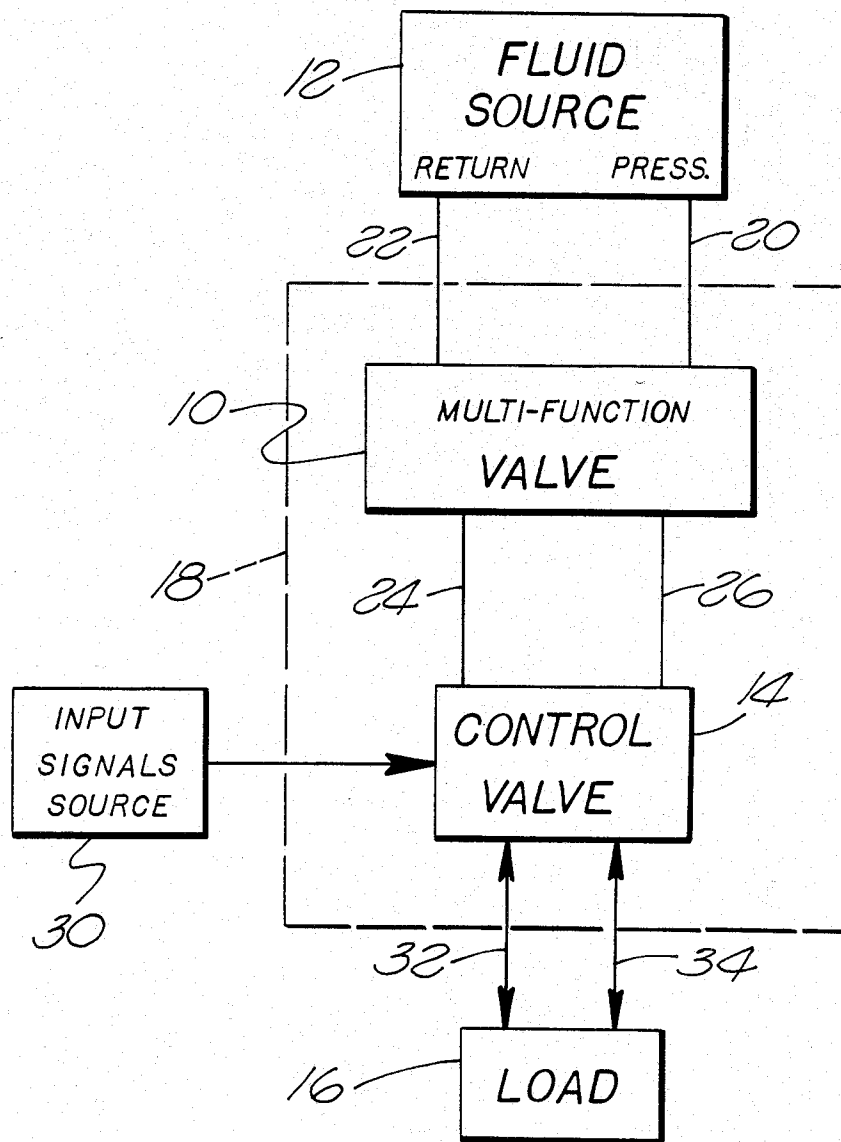 12
FLUID
SOURCE
RETURN PRESS.
22
20
10
MULTI-FUNCTION
VALVE
18
24
26
14
INPUT
SIGNALS
SOURCE
CONTROL
VALVE
30
32
34
16
LOAD